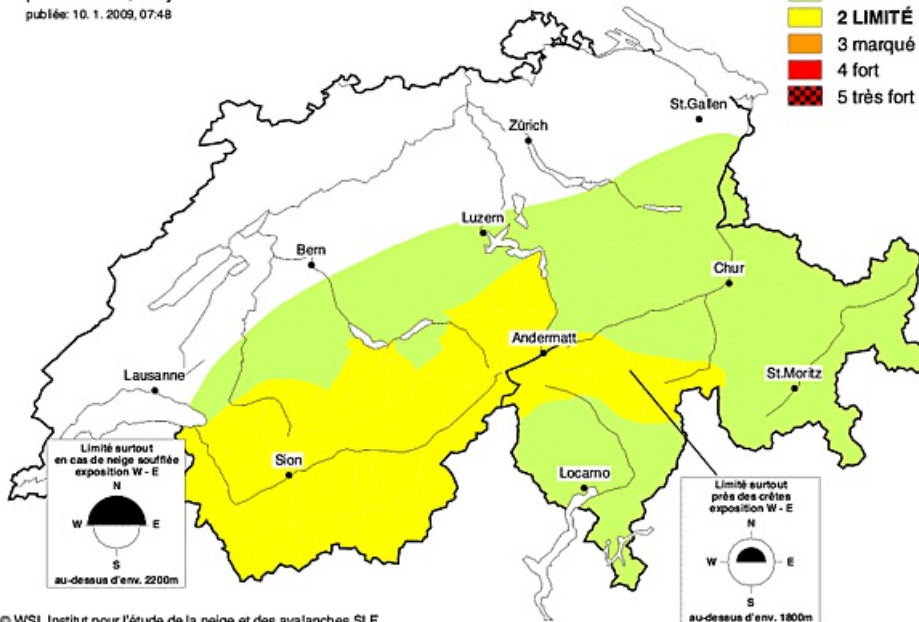 publiée: 10. 1. 2009, 07:48
2 LIMITÉ
3 marqué
4 fort
5 très fort
St.Gallen
Zürich
Luzern
Bern
Chur
Andermatt
Lausanne
St.Moritz
Sion
Locarno
Limité surtout
en cas de neige soufflée
exposition W - E
N
W E
S
au-dessus d'env. 2200m
Limité surtout
près des crêtes
exposition W - E
N
W E
S
au-dessus d'env. 1800m
© WSL Institut pour l'étude de la neige et des avalanches SLF